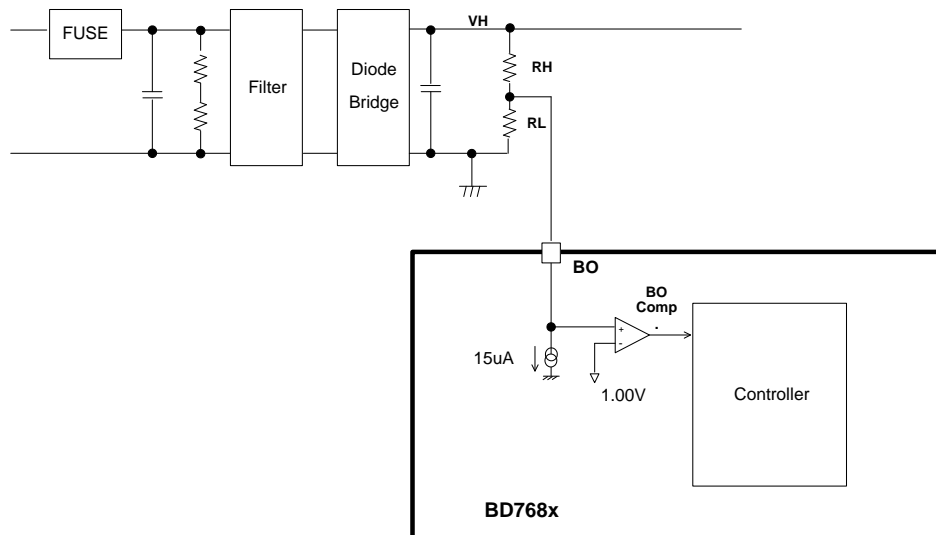 FUSE
VH
RH
Filter
Diode
Bridge
RL
BO
BO
Comp
+
-
15uA
1.00V
Controller
BD768x